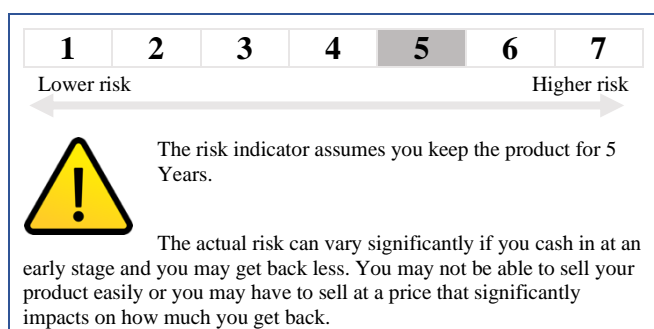 1 2 3 4 5 6 7
Lower risk Higher risk
!
The risk indicator assumes you keep the product for 5
Years.
The actual risk can vary significantly if you cash in at an
early stage and you may get back less. You may not be able to sell your
product easily or you may have to sell at a price that significantly
impacts on how much you get back.